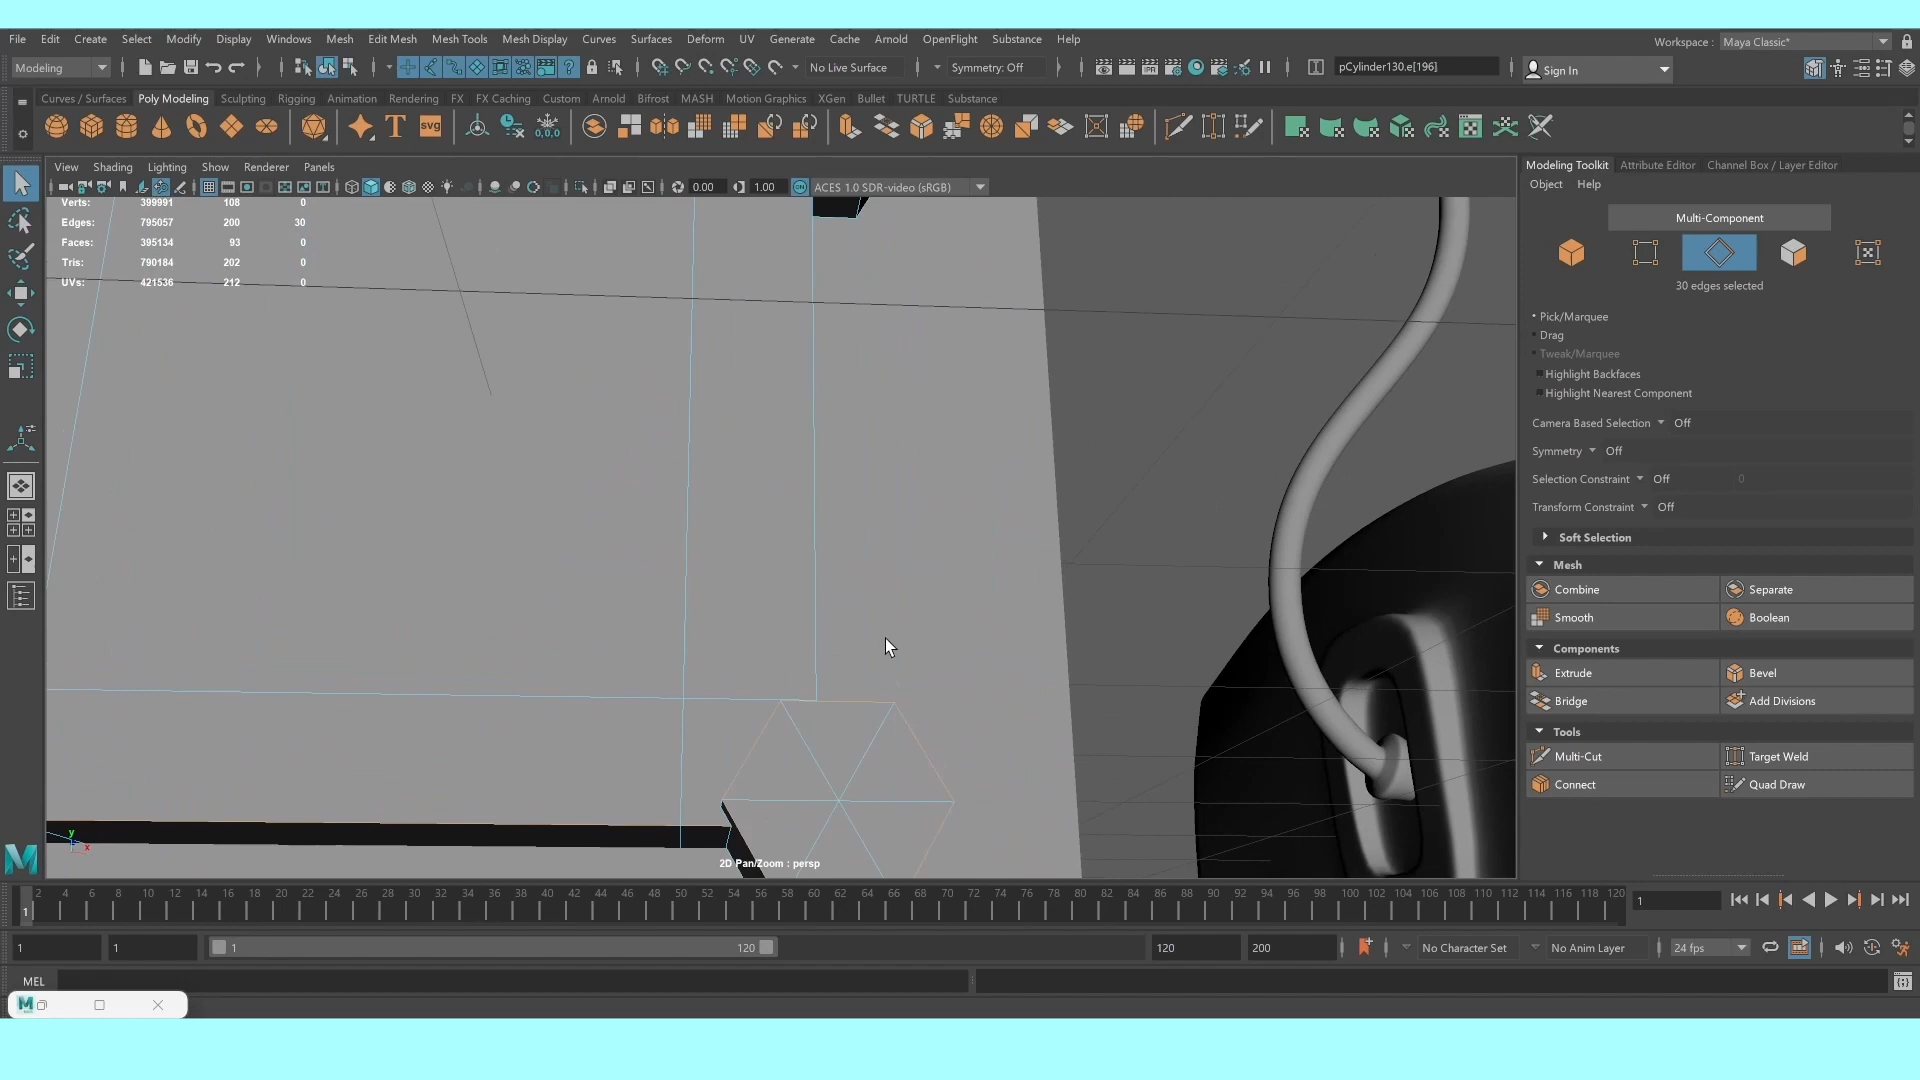 File Edit Create Select Modify Display Windows Mesh Edit Mesh Mesh Tools Mesh Display Curves Surfaces Deform UV Generate Cache Arnold OpenFlight Substance Help
Workspace : Maya Classic*
Modeling No Live Surface Symmetry: Off pCylinder130.e[196] Sign In
Curves / Surfaces Poly Modeling Sculpting Rigging Animation Rendering FX FX Caching Custom Arnold Bifrost MASH Motion Graphics XGen Bullet TURTLE Substance
T svg 0,0,0
View Shading Lighting Show Renderer Panels
0.00 1.00 ON ACES 1.0 SDR-video (sRGB)
Verts: 399991 108 0
Edges: 795057 200 30
Faces: 395134 93 0
Tris: 790184 202 0
UVs: 421536 212 0
y
x
2D Pan/Zoom : persp
Modeling Toolkit Attribute Editor Channel Box / Layer Editor
Object Help
Multi-Component
30 edges selected
Pick/Marquee
Drag
Tweak/Marquee
Highlight Backfaces
Highlight Nearest Component
Camera Based Selection Off
Symmetry Off
Selection Constraint Off 0
Transform Constraint Off
Soft Selection
Mesh
Combine Separate
Smooth Boolean
Components
Extrude Bevel
Bridge Add Divisions
Tools
Multi-Cut Target Weld
Connect Quad Draw
2 4 6 8 10 12 14 16 18 20 22 24 26 28 30 32 34 36 38 40 42 44 46 48 50 52 54 56 58 60 62 64 66 68 70 72 74 76 78 80 82 84 86 88 90 92 94 96 98 100 102 104 106 108 110 112 114 116 118 120
1 1
1 1 1 120 120 200 No Character Set No Anim Layer 24 fps
MEL
M